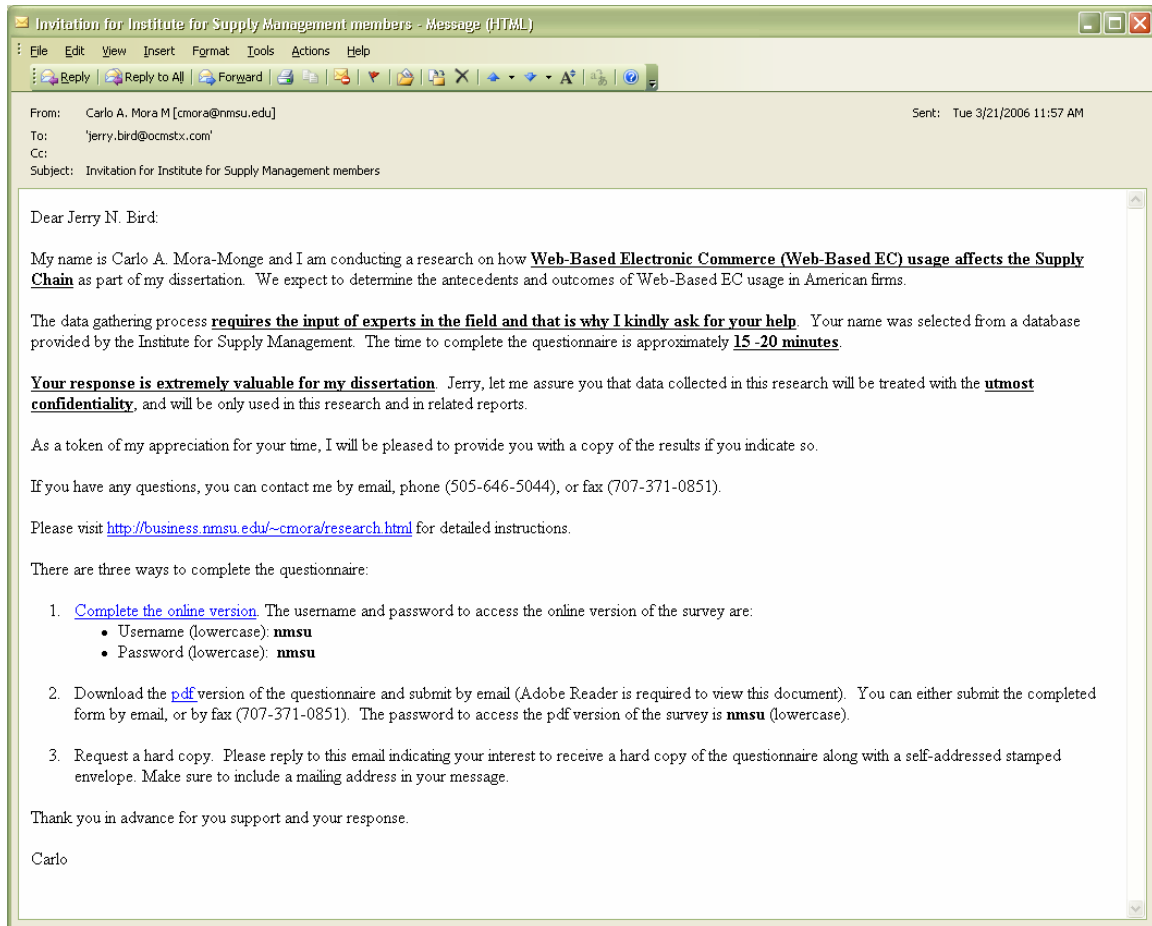 Invitation for Institute for Supply Management members - Message (HTML)
File Edit View Insert Format Tools Actions Help
Reply Reply to All Forward
From: Carlo A. Mora M [cmora@nmsu.edu] Sent: Tue 3/21/2006 11:57 AM
To: 'jerry.bird@ocmstx.com'
Cc:
Subject: Invitation for Institute for Supply Management members
Dear Jerry N. Bird:
My name is Carlo A. Mora-Monge and I am conducting a research on how Web-Based Electronic Commerce (Web-Based EC) usage affects the Supply
Chain as part of my dissertation. We expect to determine the antecedents and outcomes of Web-Based EC usage in American firms.
The data gathering process requires the input of experts in the field and that is why I kindly ask for your help. Your name was selected from a database
provided by the Institute for Supply Management. The time to complete the questionnaire is approximately 15 -20 minutes.
Your response is extremely valuable for my dissertation. Jerry, let me assure you that data collected in this research will be treated with the utmost
confidentiality, and will be only used in this research and in related reports.
As a token of my appreciation for your time, I will be pleased to provide you with a copy of the results if you indicate so.
If you have any questions, you can contact me by email, phone (505-646-5044), or fax (707-371-0851).
Please visit http://business.nmsu.edu/~cmora/research.html for detailed instructions.
There are three ways to complete the questionnaire:
1. Complete the online version. The username and password to access the online version of the survey are:
• Username (lowercase): nmsu
• Password (lowercase): nmsu
2. Download the pdf version of the questionnaire and submit by email (Adobe Reader is required to view this document). You can either submit the completed
form by email, or by fax (707-371-0851). The password to access the pdf version of the survey is nmsu (lowercase).
3. Request a hard copy. Please reply to this email indicating your interest to receive a hard copy of the questionnaire along with a self-addressed stamped
envelope. Make sure to include a mailing address in your message.
Thank you in advance for you support and your response.
Carlo